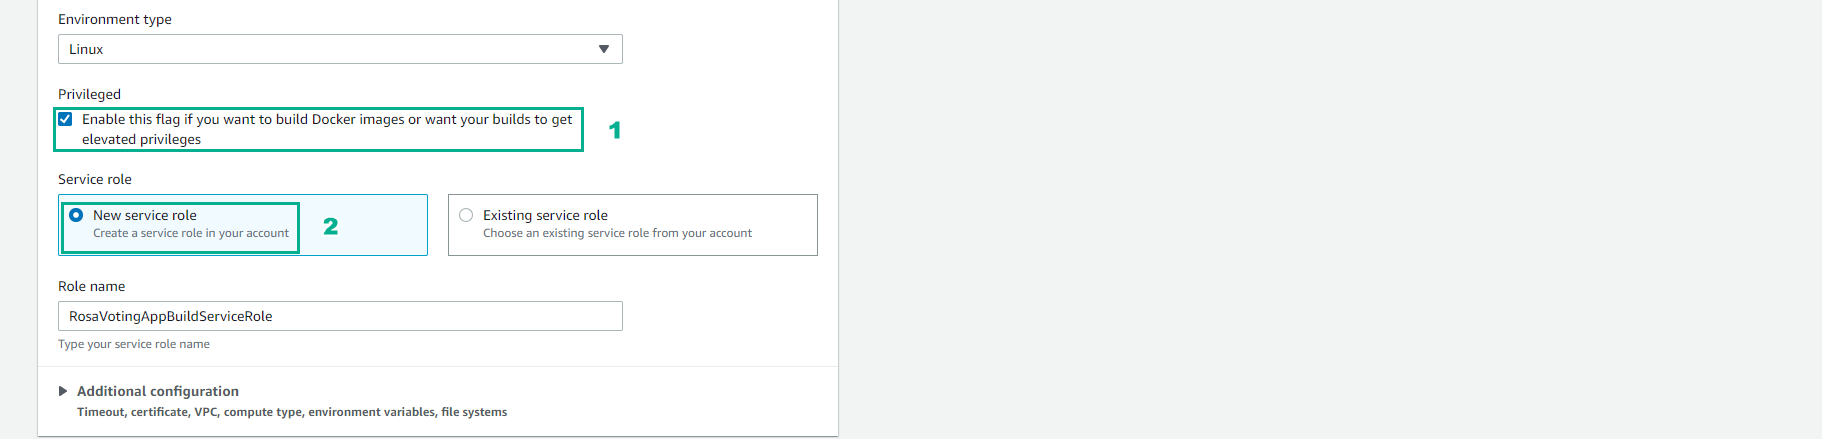 Environment type
Linux
Privileged
Enable this flag if you want to build Docker images or want your builds to get
elevated privileges
1
Service role
New service role
Create a service role in your account
2
Existing service role
Choose an existing service role from your account
Role name
RosaVotingAppBuildServiceRole
Type your service role name
Additional configuration
Timeout, certificate, VPC, compute type, environment variables, file systems